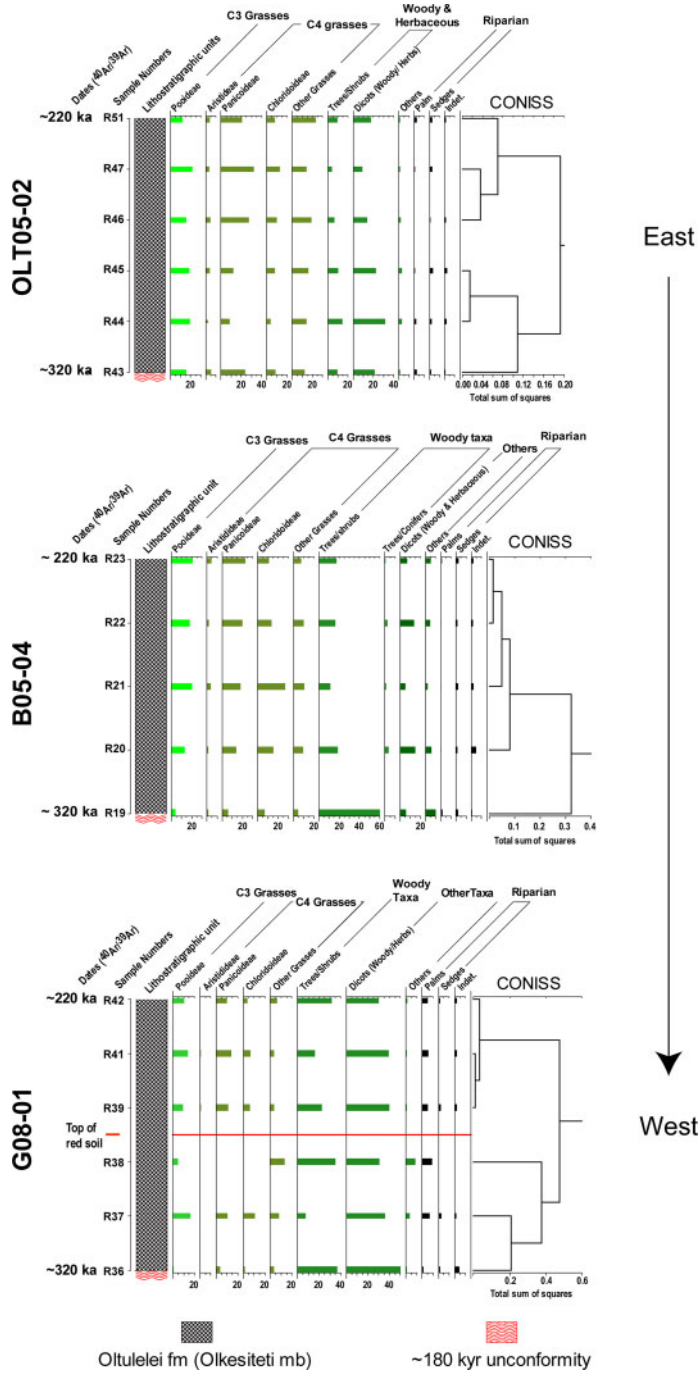 C3 Grasses
C4 grasses
Woody & Herbaceous
Riparian
Dates (40Ar/39Ar)
Sample Numbers
Lithostratigraphic units
Pooideae
Aristideae
Panicoideae
Chloridoideae
Other Grasses
Trees/Shrubs
Dicots (Woody/ Herbs)
Others
Palm
Sedges
Indet.
CONISS
OLT05-02
~220 ka R51
R47
R46
R45
R44
~320 ka R43
20 20 40 20 20 20 40 20
0.00 0.04 0.08 0.12 0.16 0.20
Total sum of squares
East
C3 Grasses
C4 Grasses
Woody taxa
Others
Riparian
Dates (40Ar/39Ar)
Sample Numbers
Lithostratigraphic unit
Pooideae
Aristidideae
Panicoideae
Chloridoideae
Other Grasses
Trees/shrubs
Trees/Conifers
Dicots (Woody & Herbaceous)
Others
Palms
Sedges
Indet.
CONISS
B05-04
~ 220 ka R23
R22
R21
R20
~ 320 ka R19
20 20 20 20 20 40 60 20
0.1 0.2 0.3 0.4
Total sum of squares
C3 Grasses
C4 Grasses
Woody Taxa
OtherTaxa
Riparian
Dates (40Ar/39Ar)
Sample Numbers
Lithostratigraphic unit
Pooideae
Aristidideae
Panicoideae
Chloridoideae
Other Grasses
Trees/Shrubs
Dicots (Woody/Herbs)
Others
Palms
Sedges
Indet.
CONISS
G08-01
~220 ka R42
R41
R39
Top of
red soil
R38
R37
~320 ka R36
20 20 20 20 20 40 20 40
0.2 0.4 0.6
Total sum of squares
West
Oltulelei fm (Olkesiteti mb)
~180 kyr unconformity